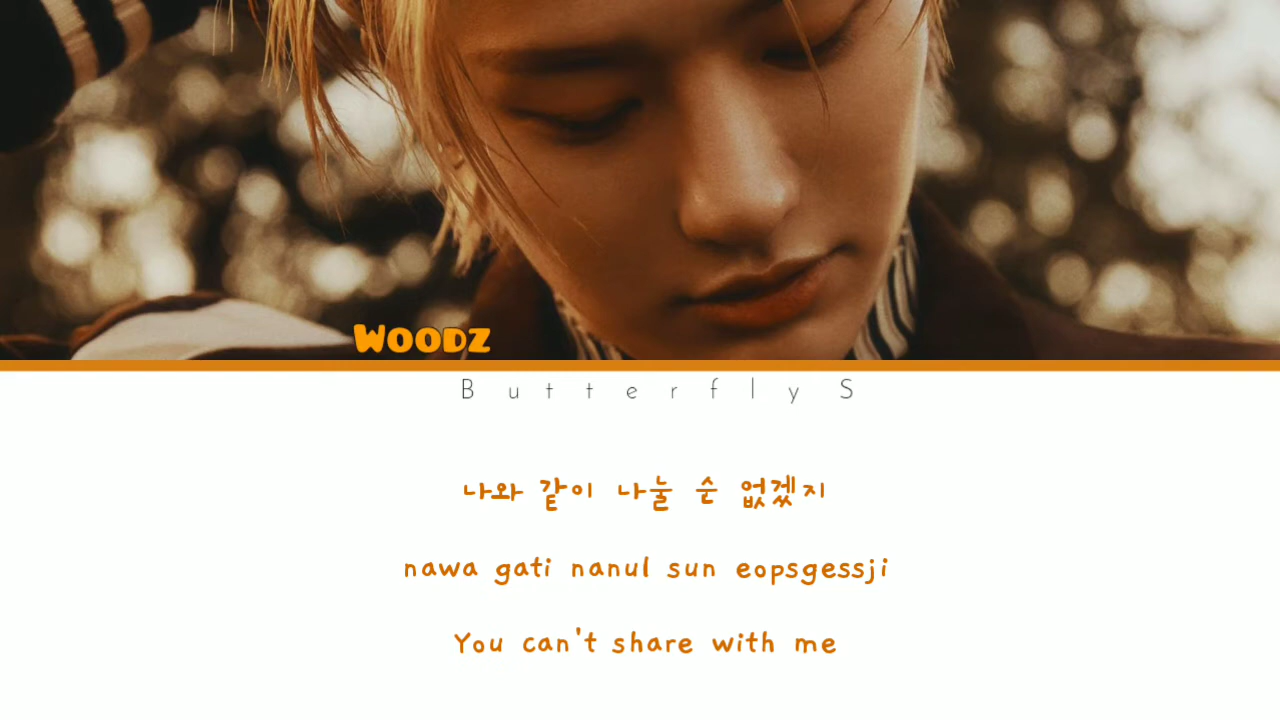 WOODZ
Butterfly S
나와 같이 나눌 순 없겠지
nawa gati nanul sun eopsgessji
You can't share with me